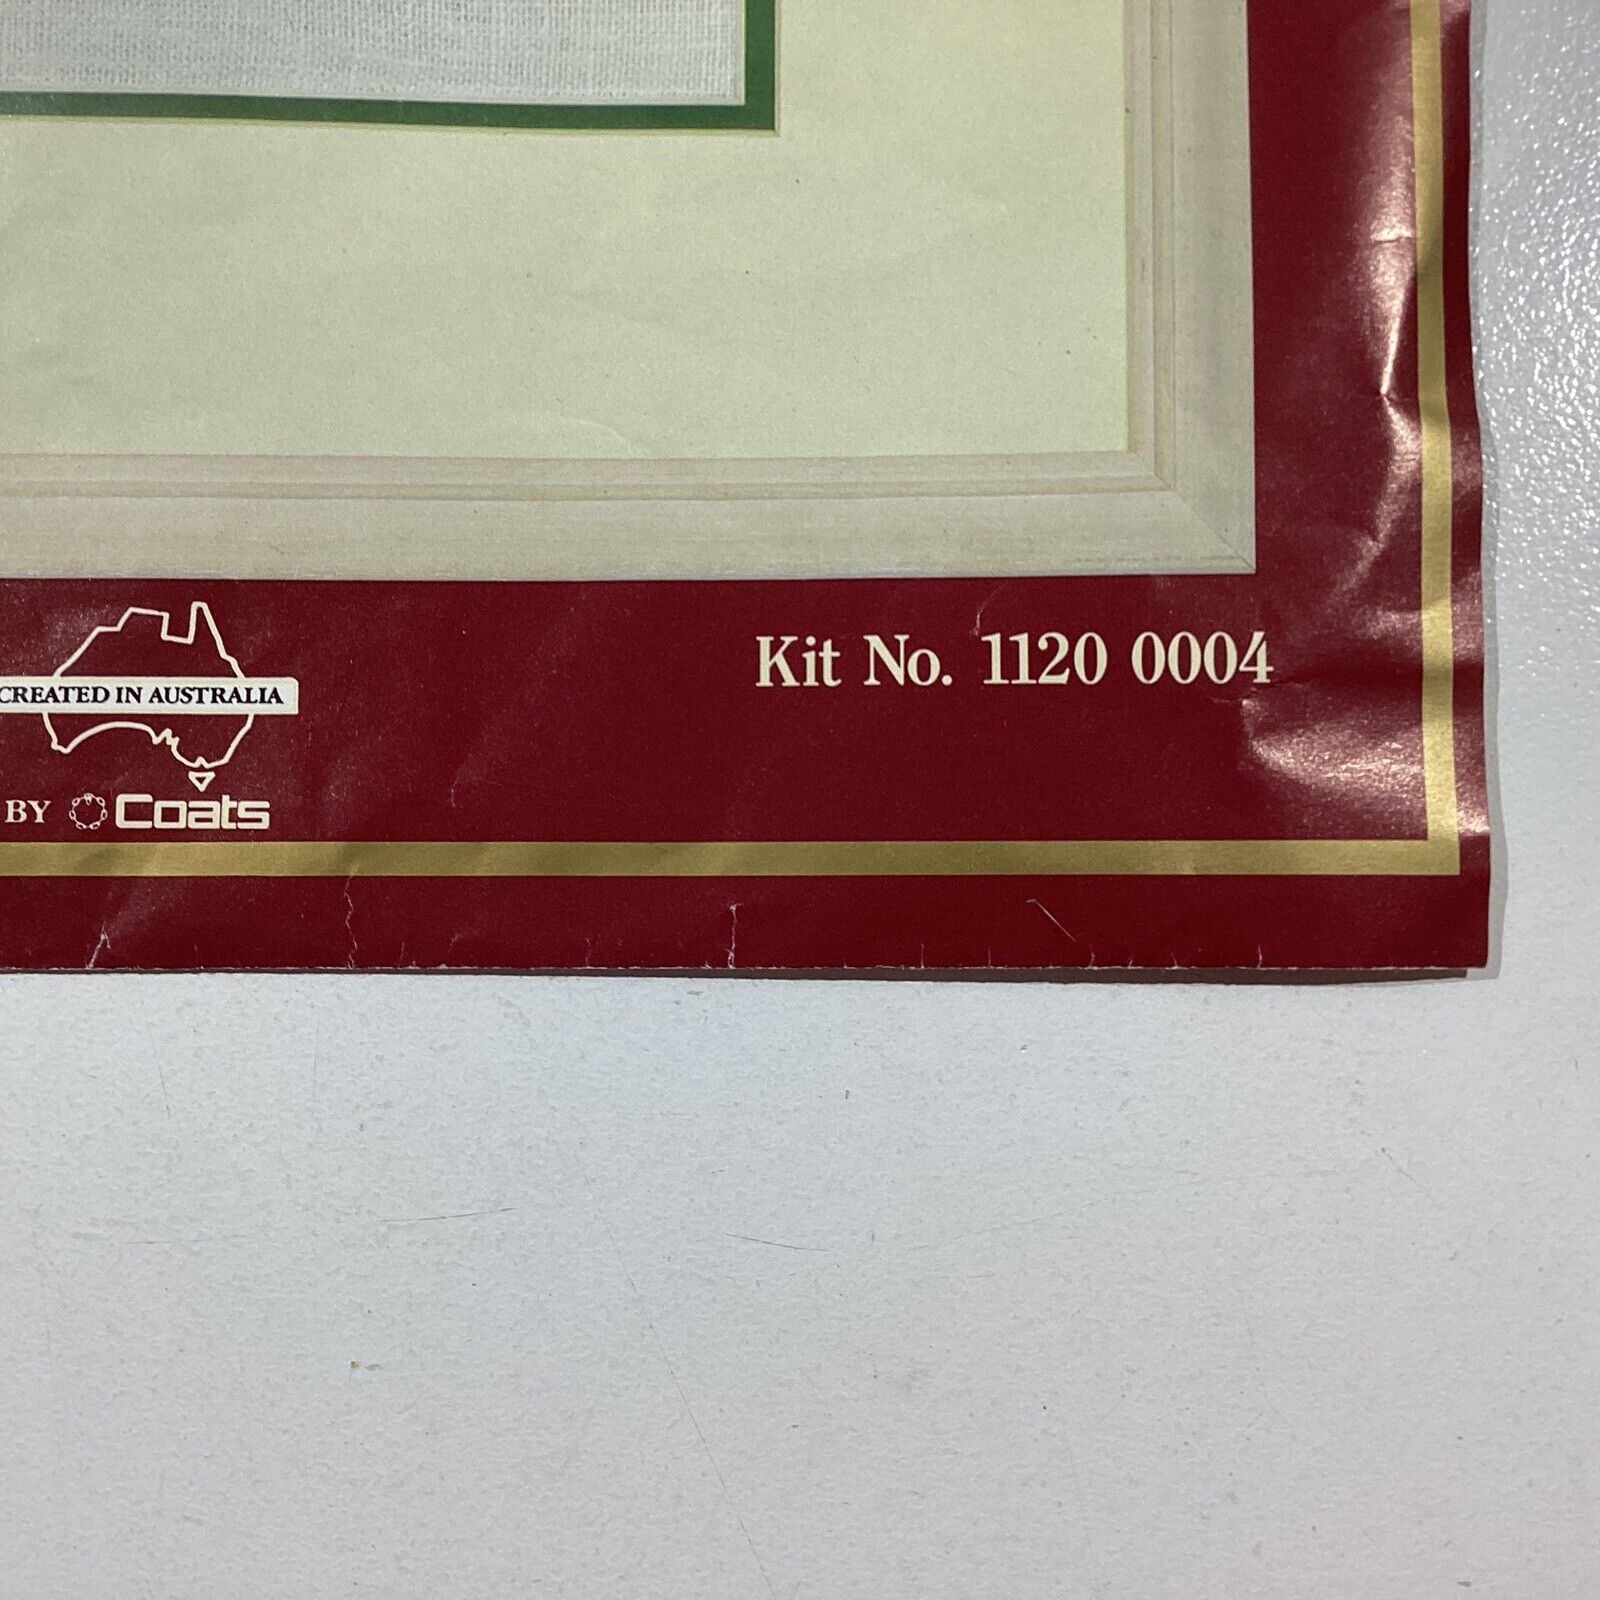 CREATED IN AUSTRALIA
BY Coats
Kit No. 1120 0004